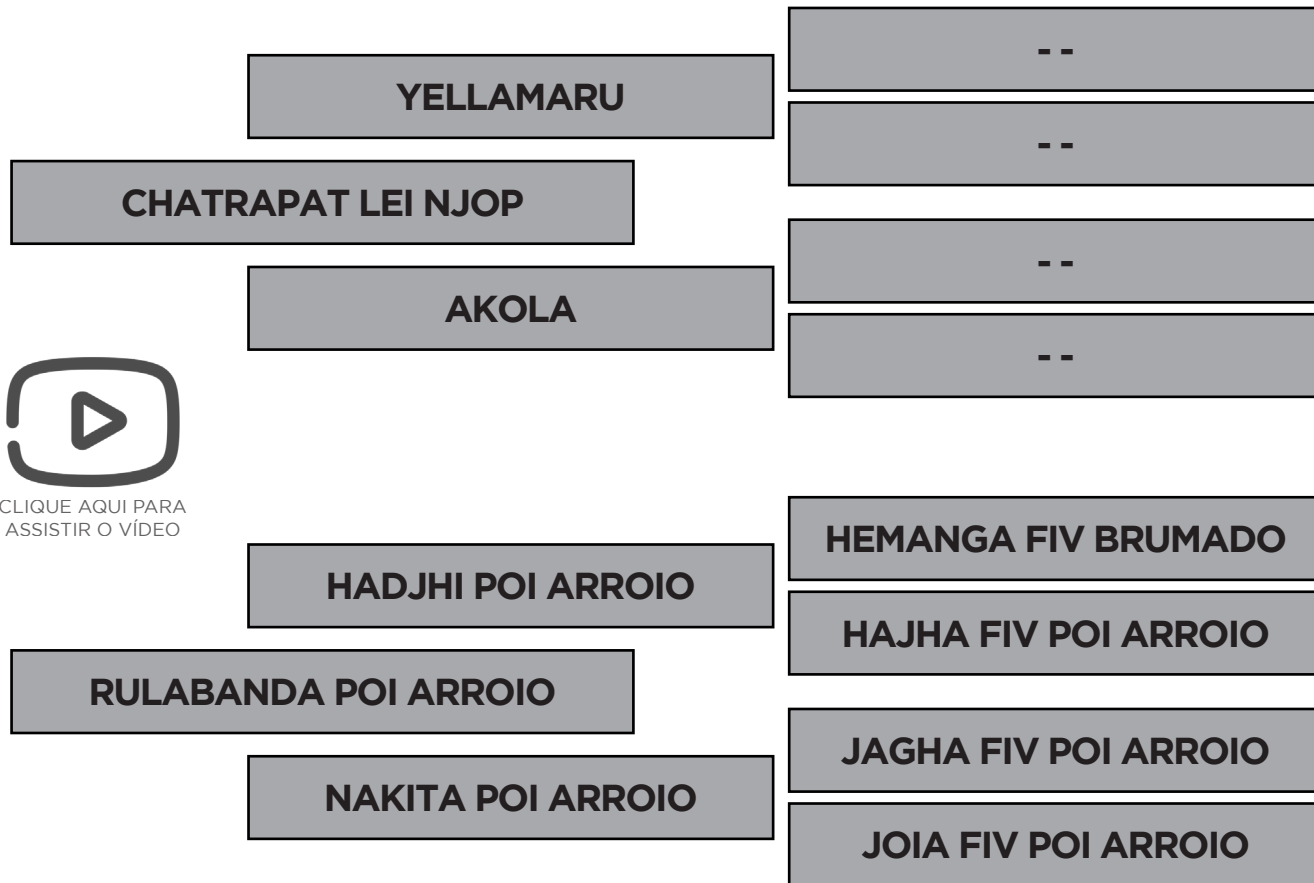 - -
YELLAMARU
- -
CHATRAPAT LEI NJOP
- -
AKOLA
- -
CLIQUE AQUI PARA
ASSISTIR O VÍDEO
HEMANGA FIV BRUMADO
HADJHI POI ARROIO
HAJHA FIV POI ARROIO
RULABANDA POI ARROIO
JAGHA FIV POI ARROIO
NAKITA POI ARROIO
JOIA FIV POI ARROIO